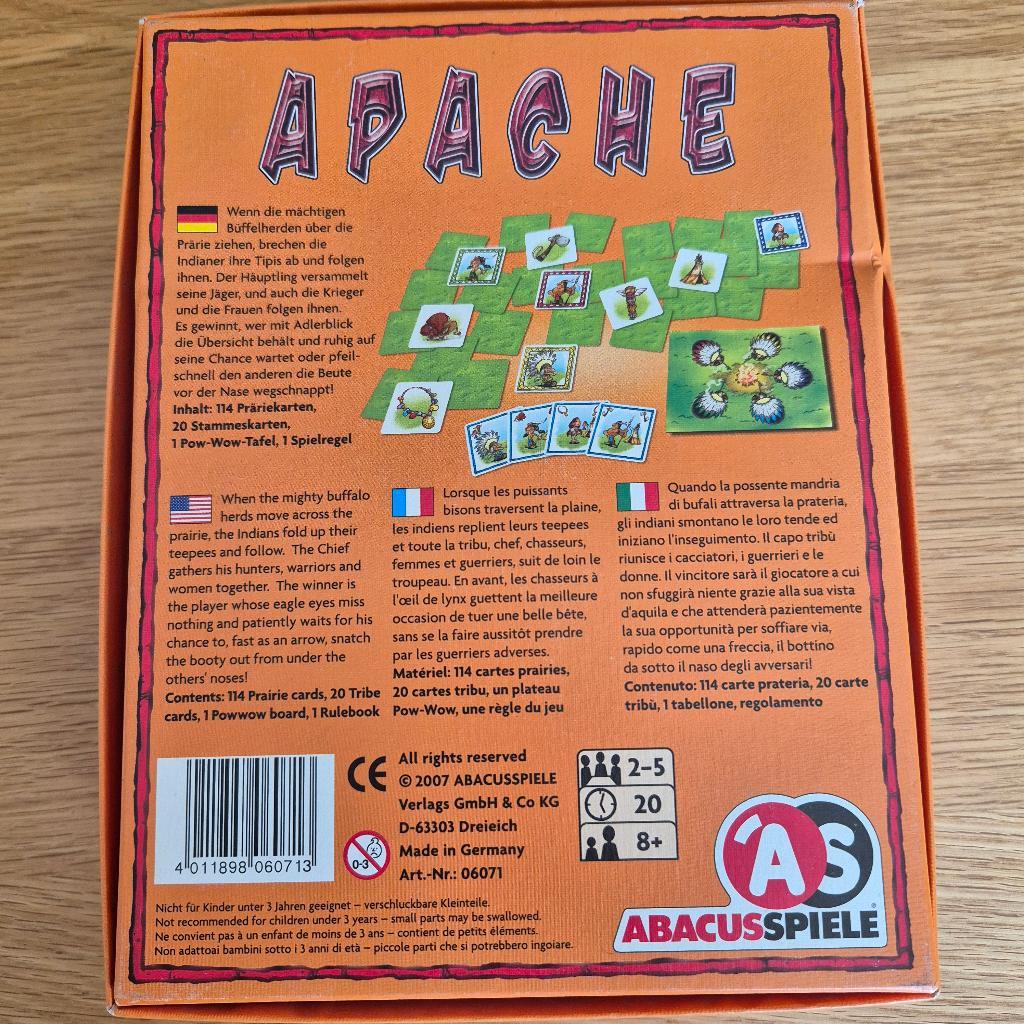 APACHE
Wenn die mächtigen
Büffelherden über die
Prärie ziehen, brechen die
Indianer ihre Tipis ab und folgen
ihnen. Der Häuptling versammelt
seine Jäger, und auch die Krieger
und die Frauen folgen ihnen.
Es gewinnt, wer mit Adlerblick
die Übersicht behält und ruhig auf
seine Chance wartet oder pfeil-
schnell den anderen die Beute
vor der Nase wegschnappt!
Inhalt: 114 Präriekarten,
20 Stammeskarten,
1 Pow-Wow-Tafel, 1 Spielregel
When the mighty buffalo
herds move across the
prairie, the Indians fold up their
teepees and follow. The Chief
gathers his hunters, warriors and
women together. The winner is
the player whose eagle eyes miss
nothing and patiently waits for his
chance to, fast as an arrow, snatch
the booty out from under the
others' noses!
Contents: 114 Prairie cards, 20 Tribe
cards, 1 Powwow board, 1 Rulebook
Lorsque les puissants
bisons traversent la plaine,
les indiens replient leurs teepees
et toute la tribu, chef, chasseurs,
femmes et guerriers, suit de loin le
troupeau. En avant, les chasseurs à
l'œil de lynx guettent la meilleure
occasion de tuer une belle bête,
sans se la faire aussitôt prendre
par les guerriers adverses.
Matériel: 114 cartes prairies,
20 cartes tribu, un plateau
Pow-Wow, une règle du jeu
Quando la possente mandria
di bufali attraversa la prateria,
gli indiani smontano le loro tende ed
iniziano l'inseguimento. Il capo tribù
riunisce i cacciatori, i guerrieri e le
donne. Il vincitore sarà il giocatore a cui
non sfuggirà niente grazie alla sua vista
d'aquila e che attenderà pazientemente
la sua opportunità per soffiare via,
rapido come una freccia, il bottino
da sotto il naso degli avversari!
Contenuto: 114 carte prateria, 20 carte
tribù, 1 tabellone, regolamento
4 011898 060713
CE
0-3
All rights reserved
© 2007 ABACUSSPIELE
Verlags GmbH & Co KG
D-63303 Dreieich
Made in Germany
Art.-Nr.: 06071
2–5
20
8+
AS
ABACUSSPIELE®
Nicht für Kinder unter 3 Jahren geeignet – verschluckbare Kleinteile.
Not recommended for children under 3 years – small parts may be swallowed.
Ne convient pas à un enfant de moins de 3 ans – contient de petits éléments.
Non adattoai bambini sotto i 3 anni di età – piccole parti che si potrebbero ingoiare.